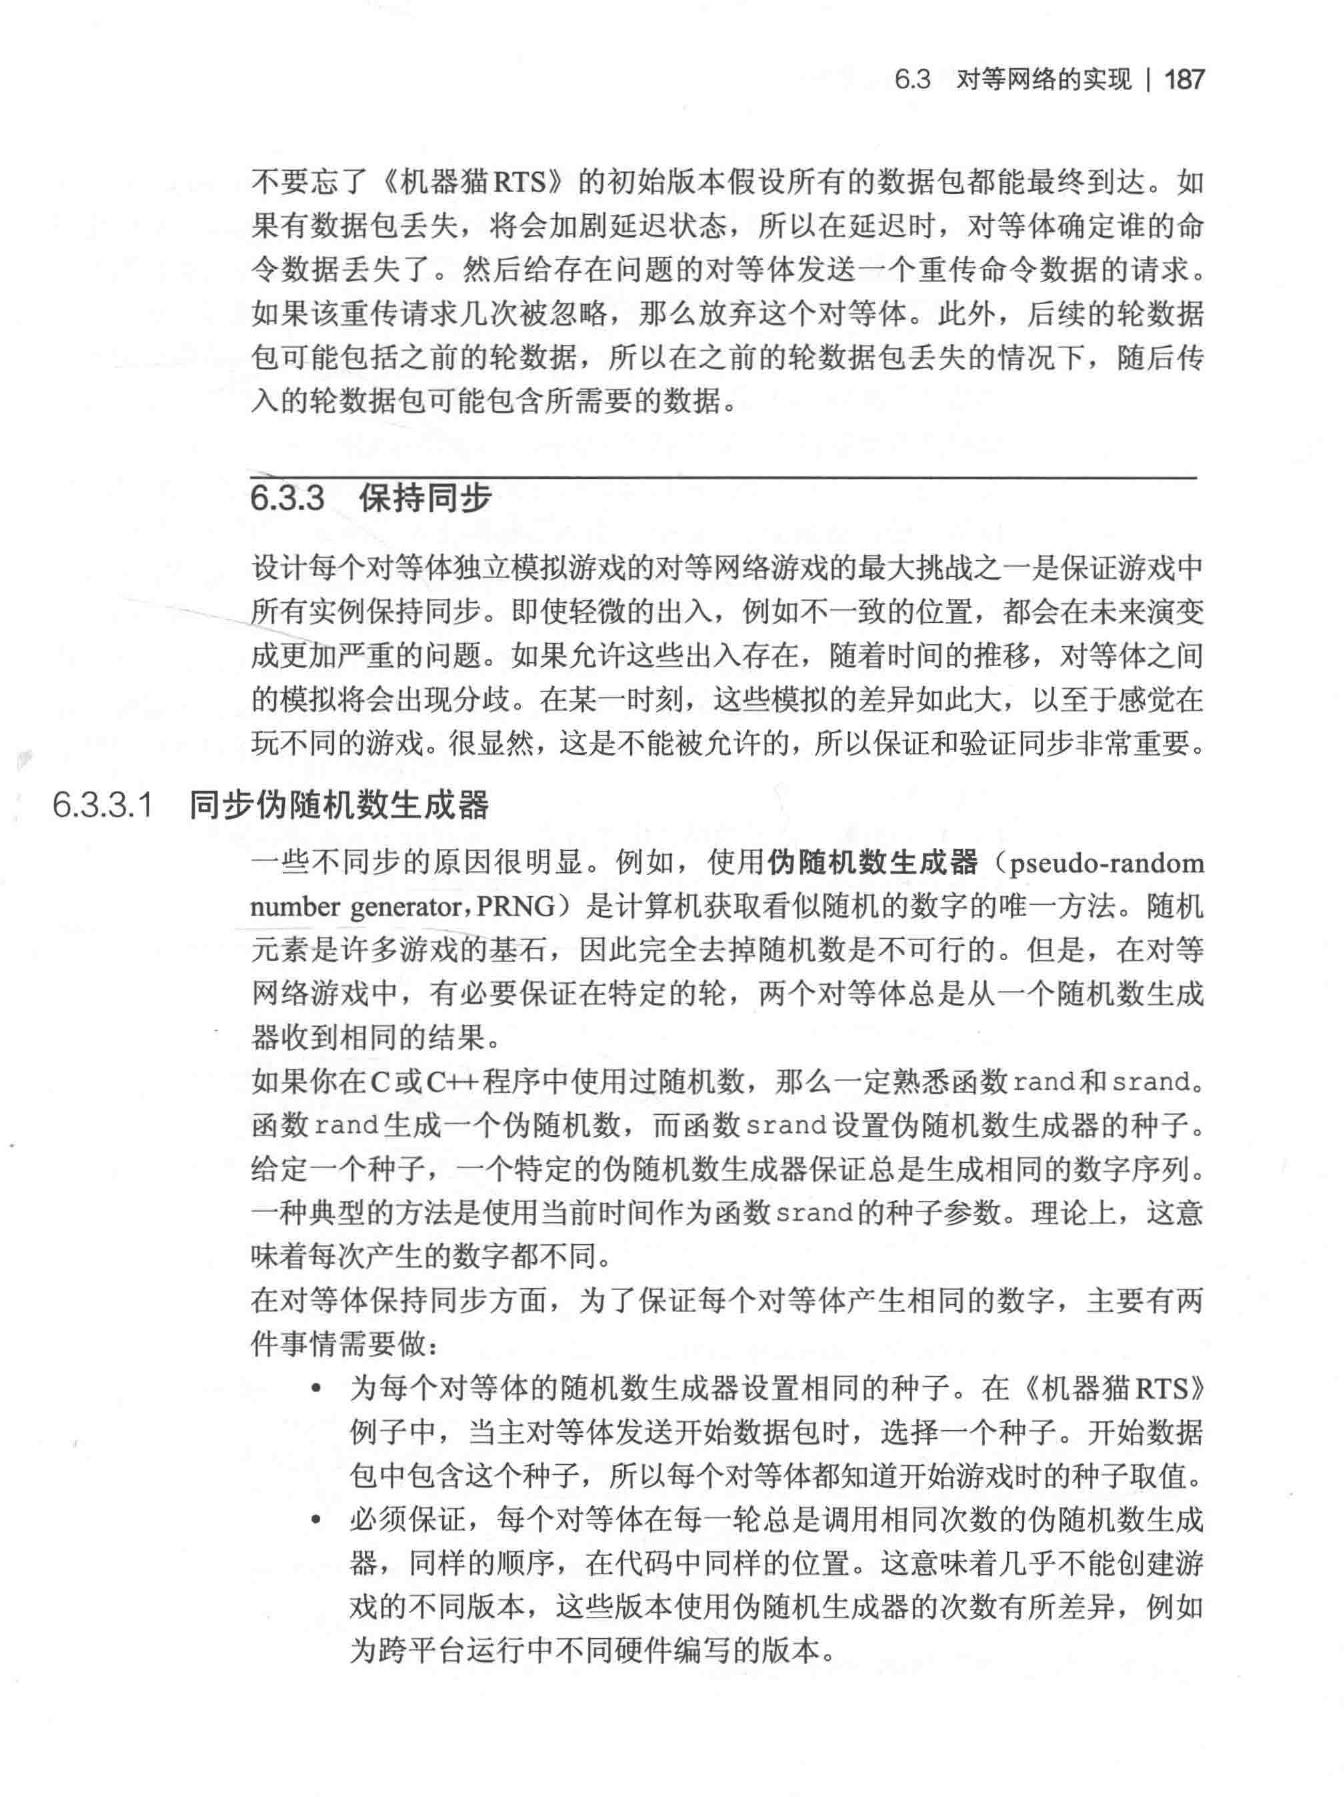 6.3 对等网络的实现 | 187
不要忘了《机器猫RTS》的初始版本假设所有的数据包都能最终到达。如
果有数据包丢失，将会加剧延迟状态，所以在延迟时，对等体确定谁的命
令数据丢失了。然后给存在问题的对等体发送一个重传命令数据的请求。
如果该重传请求几次被忽略，那么放弃这个对等体。此外，后续的轮数据
包可能包括之前的轮数据，所以在之前的轮数据包丢失的情况下，随后传
入的轮数据包可能包含所需要的数据。
6.3.3 保持同步
设计每个对等体独立模拟游戏的对等网络游戏的最大挑战之一是保证游戏中
所有实例保持同步。即使轻微的出入，例如不一致的位置，都会在未来演变
成更加严重的问题。如果允许这些出入存在，随着时间的推移，对等体之间
的模拟将会出现分歧。在某一时刻，这些模拟的差异如此大，以至于感觉在
玩不同的游戏。很显然，这是不能被允许的，所以保证和验证同步非常重要。
6.3.3.1 同步伪随机数生成器
一些不同步的原因很明显。例如，使用伪随机数生成器（pseudo-random
number generator，PRNG）是计算机获取看似随机的数字的唯一方法。随机
元素是许多游戏的基石，因此完全去掉随机数是不可行的。但是，在对等
网络游戏中，有必要保证在特定的轮，两个对等体总是从一个随机数生成
器收到相同的结果。
如果你在C或C++程序中使用过随机数，那么一定熟悉函数rand和srand。
函数rand生成一个伪随机数，而函数srand设置伪随机数生成器的种子。
给定一个种子，一个特定的伪随机数生成器保证总是生成相同的数字序列。
一种典型的方法是使用当前时间作为函数srand的种子参数。理论上，这意
味着每次产生的数字都不同。
在对等体保持同步方面，为了保证每个对等体产生相同的数字，主要有两
件事情需要做：
• 为每个对等体的随机数生成器设置相同的种子。在《机器猫RTS》
例子中，当主对等体发送开始数据包时，选择一个种子。开始数据
包中包含这个种子，所以每个对等体都知道开始游戏时的种子取值。
• 必须保证，每个对等体在每一轮总是调用相同次数的伪随机数生成
器，同样的顺序，在代码中同样的位置。这意味着几乎不能创建游
戏的不同版本，这些版本使用伪随机生成器的次数有所差异，例如
为跨平台运行中不同硬件编写的版本。